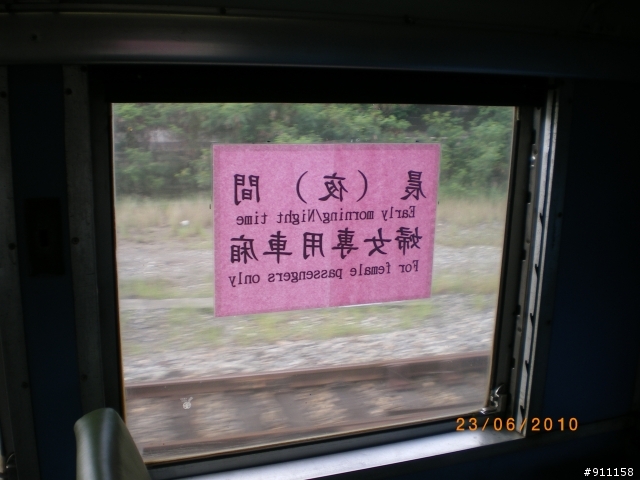 晨（夜）間
Early morning/Night time
婦女專用車廂
For female passengers only
23/06/2010
#911158